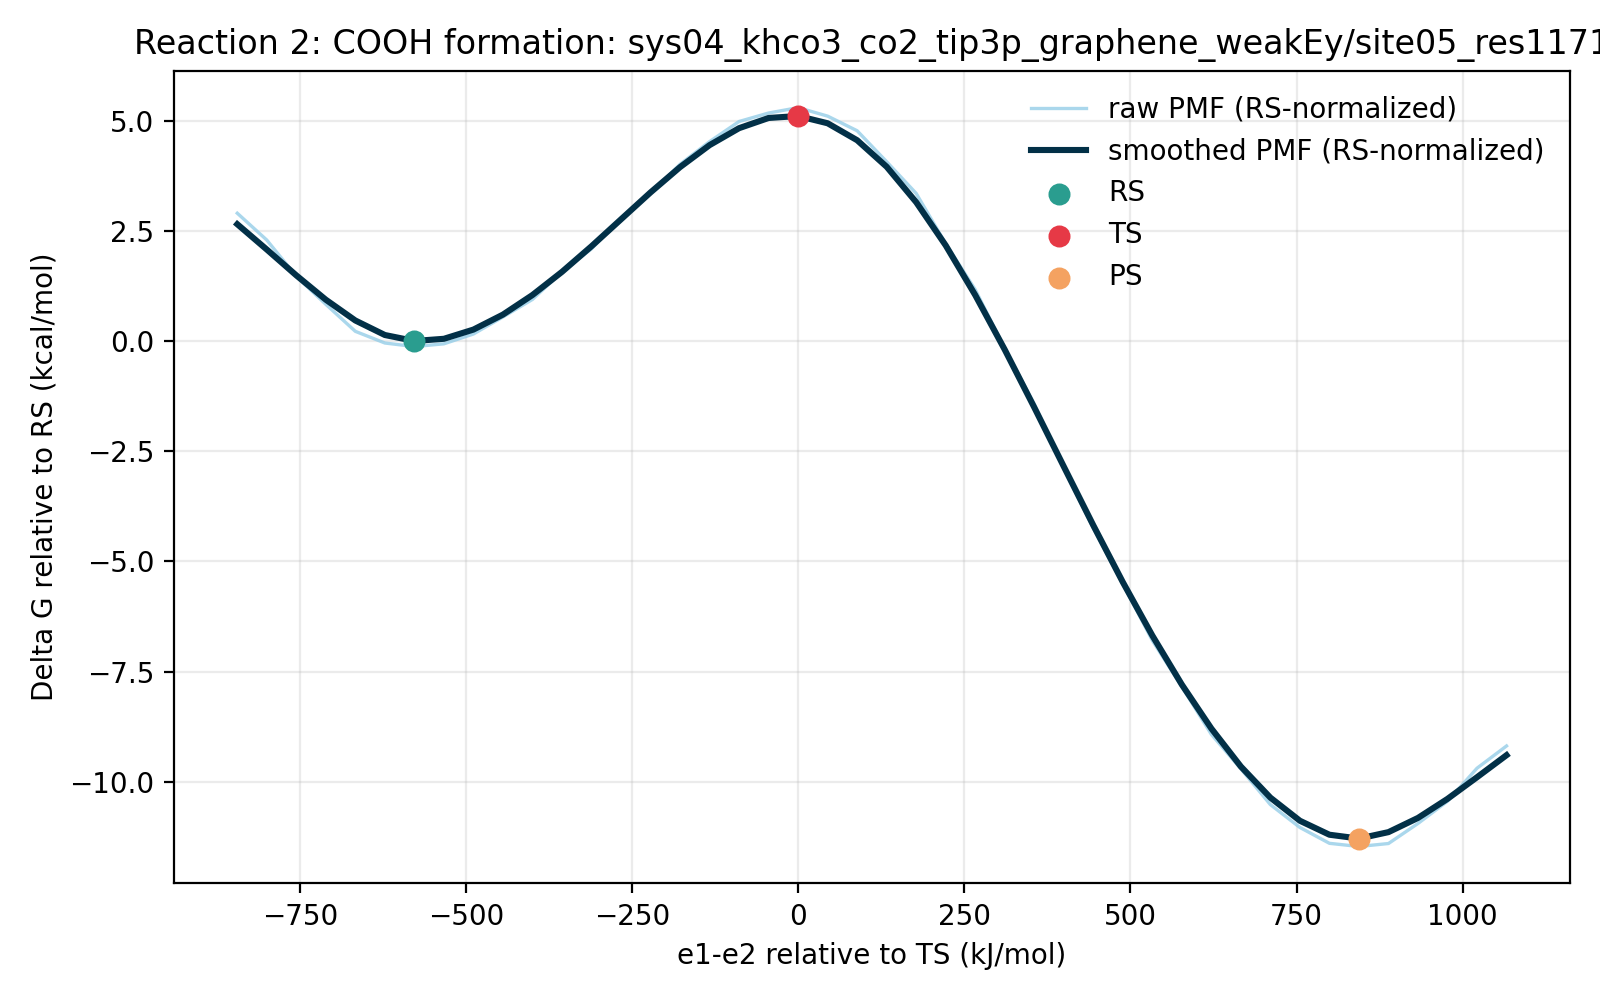 Reaction 2: COOH formation: sys04_khco3_co2_tip3p_graphene_weakEy/site05_res1171
raw PMF (RS-normalized)
smoothed PMF (RS-normalized)
RS
TS
PS
5.0
2.5
0.0
−2.5
−5.0
−7.5
−10.0
Delta G relative to RS (kcal/mol)
−750
−500
−250
0
250
500
750
1000
e1-e2 relative to TS (kJ/mol)